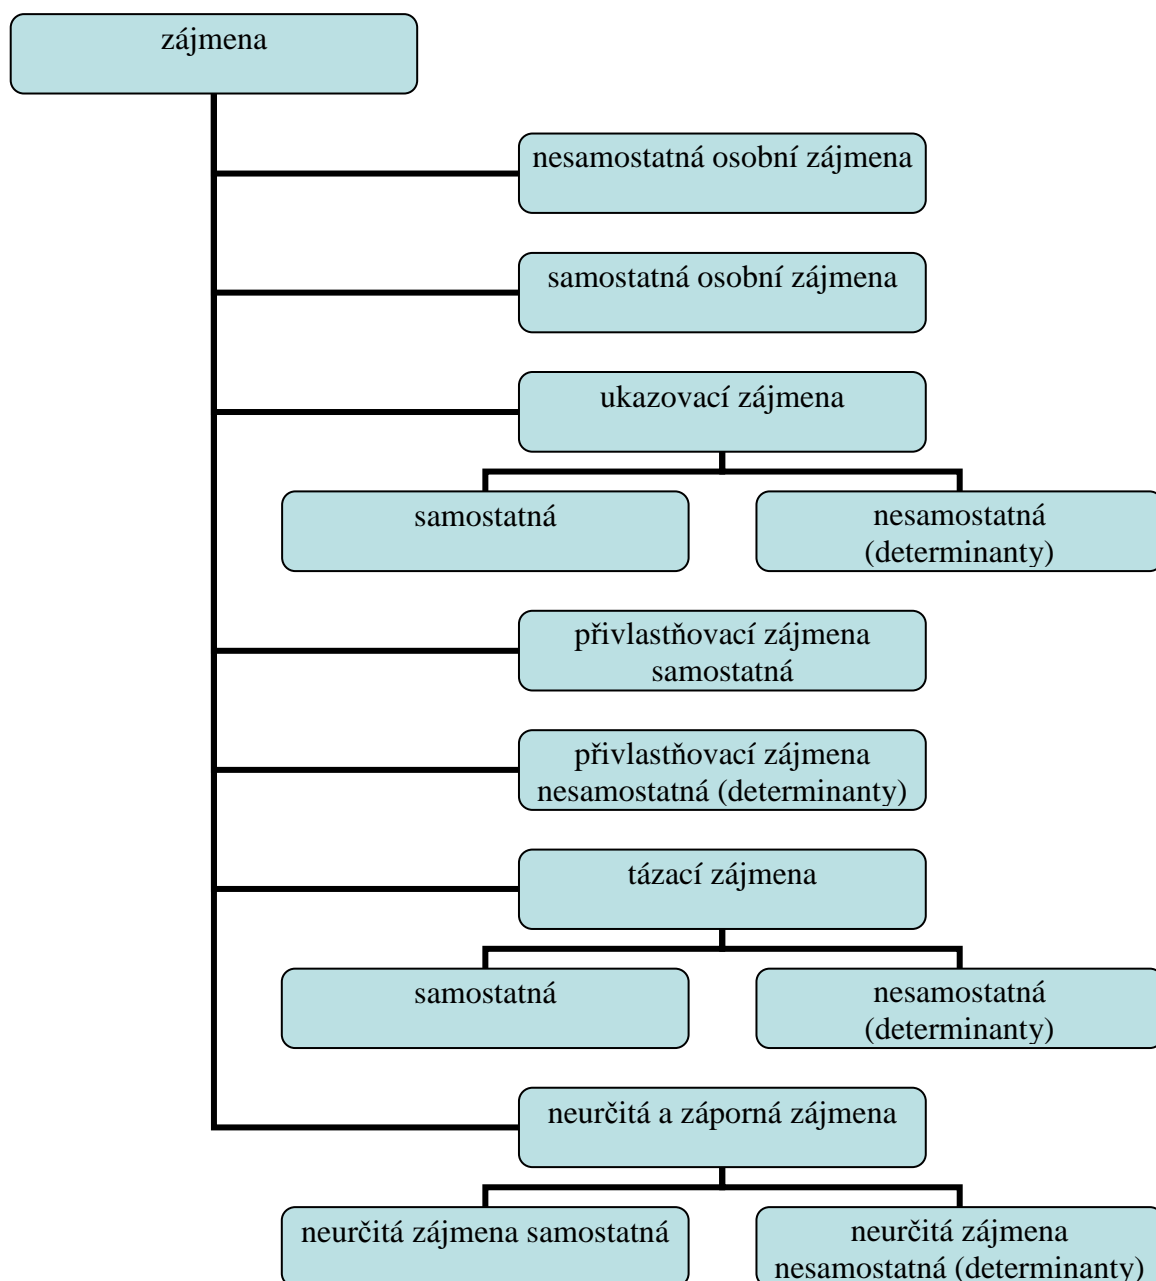 zájmena
nesamostatná osobní zájmena
samostatná osobní zájmena
ukazovací zájmena
samostatná
nesamostatná
(determinanty)
přivlastňovací zájmena
samostatná
přivlastňovací zájmena
nesamostatná (determinanty)
tázací zájmena
samostatná
nesamostatná
(determinanty)
neurčitá a záporná zájmena
neurčitá zájmena samostatná
neurčitá zájmena
nesamostatná (determinanty)